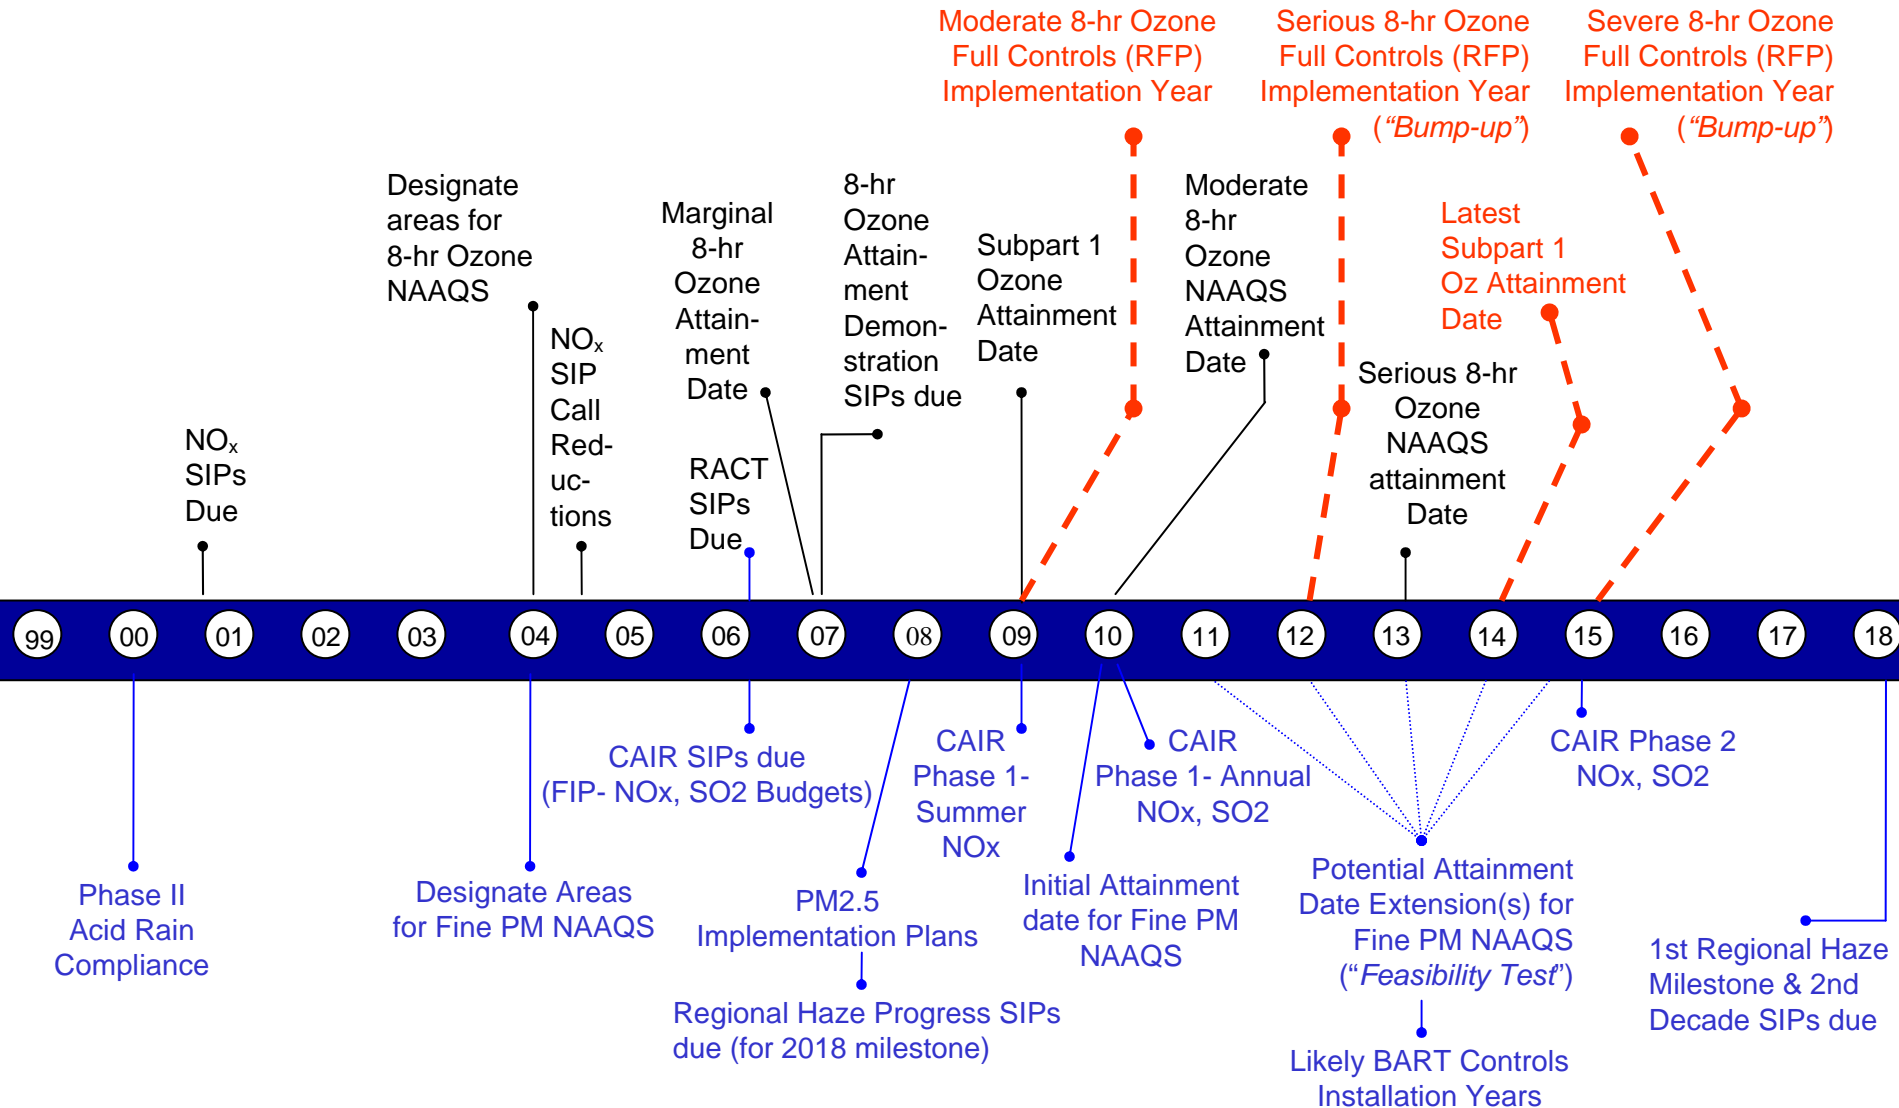 Moderate 8-hr Ozone
Full Controls (RFP)
Implementation Year
Serious 8-hr Ozone
Full Controls (RFP)
Implementation Year
(“Bump-up”)
Severe 8-hr Ozone
Full Controls (RFP)
Implementation Year
(“Bump-up”)
Designate
areas for
8-hr Ozone
NAAQS
Marginal
8-hr
Ozone
Attain-
ment
Date
8-hr
Ozone
Attain-
ment
Demon-
stration
SIPs due
Subpart 1
Ozone
Attainment
Date
Moderate
8-hr
Ozone
NAAQS
Attainment
Date
Latest
Subpart 1
Oz Attainment
Date
NOx
SIPs
Due
NOx
SIP
Call
Red-
uc-
tions
RACT
SIPs
Due
Serious 8-hr
Ozone
NAAQS
attainment
Date
99 00 01 02 03 04 05 06 07 08 09 10 11 12 13 14 15 16 17 18
Phase II
Acid Rain
Compliance
Designate Areas
for Fine PM NAAQS
CAIR SIPs due
(FIP- NOx, SO2 Budgets)
PM2.5
Implementation Plans
Regional Haze Progress SIPs
due (for 2018 milestone)
CAIR
Phase 1-
Summer
NOx
Initial Attainment
date for Fine PM
NAAQS
CAIR
Phase 1- Annual
NOx, SO2
Potential Attainment
Date Extension(s) for
Fine PM NAAQS
(“Feasibility Test”)
Likely BART Controls
Installation Years
CAIR Phase 2
NOx, SO2
1st Regional Haze
Milestone & 2nd
Decade SIPs due